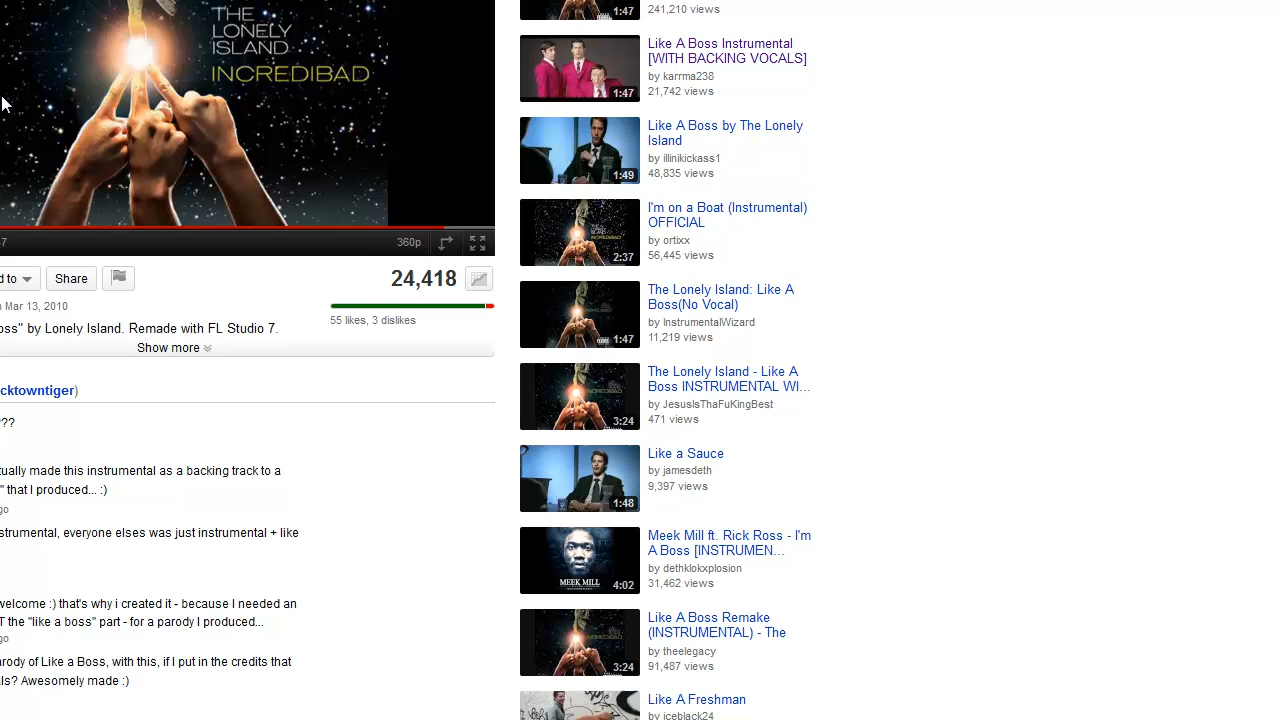 THE
LONELY
ISLAND
INCREDIBAD
7
360p
d to
Share
24,418
Mar 13, 2010
55 likes, 3 dislikes
oss" by Lonely Island. Remade with FL Studio 7.
Show more
cktowntiger)
???
tually made this instrumental as a backing track to a
" that I produced... :)
go
strumental, everyone elses was just instrumental + like
welcome :) that's why i created it - because I needed an
T the "like a boss" part - for a parody I produced...
go
arody of Like a Boss, with this, if I put in the credits that
ls? Awesomely made :)
1:47
241,210 views
1:47
Like A Boss Instrumental
[WITH BACKING VOCALS]
by karrma238
21,742 views
1:49
Like A Boss by The Lonely
Island
by illinikickass1
48,835 views
THE
LONELY
ISLAND
INCREDIBAD
2:37
I'm on a Boat (Instrumental)
OFFICIAL
by ortixx
56,445 views
1:47
The Lonely Island: Like A
Boss(No Vocal)
by InstrumentalWizard
11,219 views
INCREDIBAD
3:24
The Lonely Island - Like A
Boss INSTRUMENTAL WI...
by JesusIsThaFuKingBest
471 views
1:48
Like a Sauce
by jamesdeth
9,397 views
MEEK MILL
4:02
Meek Mill ft. Rick Ross - I'm
A Boss [INSTRUMEN...
by dethklokxplosion
31,462 views
INCREDIBAD
3:24
Like A Boss Remake
(INSTRUMENTAL) - The
by theelegacy
91,487 views
Like A Freshman
by iceblack24